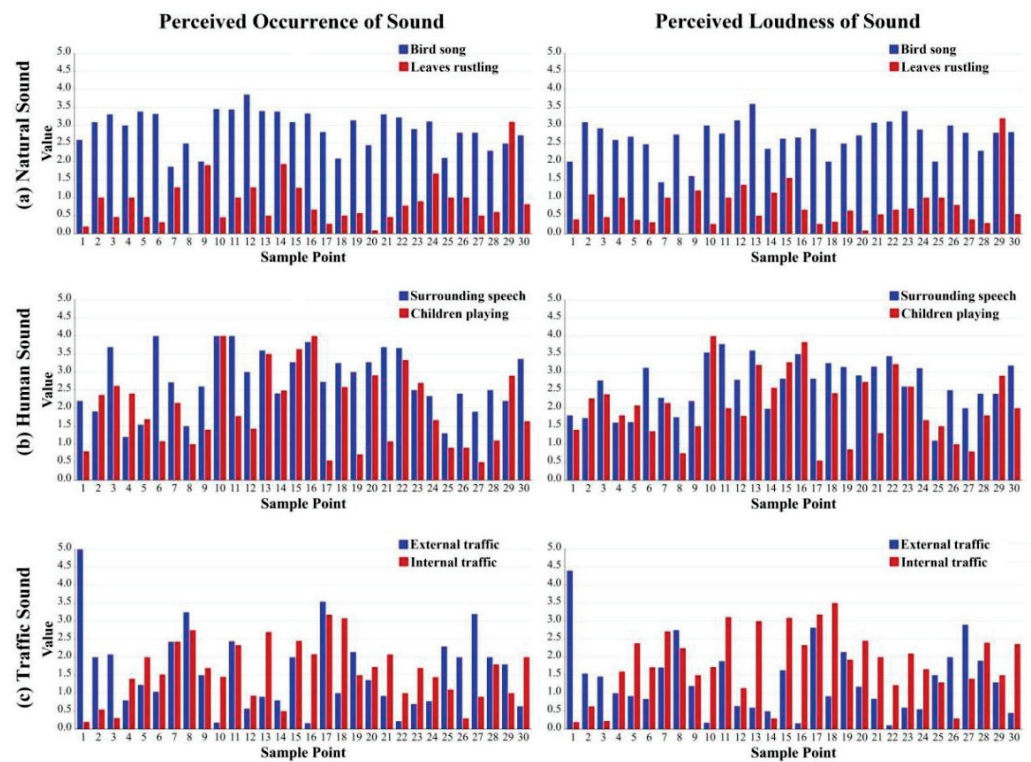 Perceived Occurrence of Sound
Perceived Loudness of Sound
(a) Natural Sound
Value
5.0
4.5
4.0
3.5
3.0
2.5
2.0
1.5
1.0
0.5
0.0
Bird song
Leaves rustling
1 2 3 4 5 6 7 8 9 10 11 12 13 14 15 16 17 18 19 20 21 22 23 24 25 26 27 28 29 30
Sample Point
5.0
4.5
4.0
3.5
3.0
2.5
2.0
1.5
1.0
0.5
0.0
Bird song
Leaves rustling
1 2 3 4 5 6 7 8 9 10 11 12 13 14 15 16 17 18 19 20 21 22 23 24 25 26 27 28 29 30
Sample Point
(b) Human Sound
Value
5.0
4.5
4.0
3.5
3.0
2.5
2.0
1.5
1.0
0.5
0.0
Surrounding speech
Children playing
1 2 3 4 5 6 7 8 9 10 11 12 13 14 15 16 17 18 19 20 21 22 23 24 25 26 27 28 29 30
Sample Point
5.0
4.5
4.0
3.5
3.0
2.5
2.0
1.5
1.0
0.5
0.0
Surrounding speech
Children playing
1 2 3 4 5 6 7 8 9 10 11 12 13 14 15 16 17 18 19 20 21 22 23 24 25 26 27 28 29 30
Sample Point
(c) Traffic Sound
Value
5.0
4.5
4.0
3.5
3.0
2.5
2.0
1.5
1.0
0.5
0.0
External traffic
Internal traffic
1 2 3 4 5 6 7 8 9 10 11 12 13 14 15 16 17 18 19 20 21 22 23 24 25 26 27 28 29 30
Sample Point
5.0
4.5
4.0
3.5
3.0
2.5
2.0
1.5
1.0
0.5
0.0
External traffic
Internal traffic
1 2 3 4 5 6 7 8 9 10 11 12 13 14 15 16 17 18 19 20 21 22 23 24 25 26 27 28 29 30
Sample Point